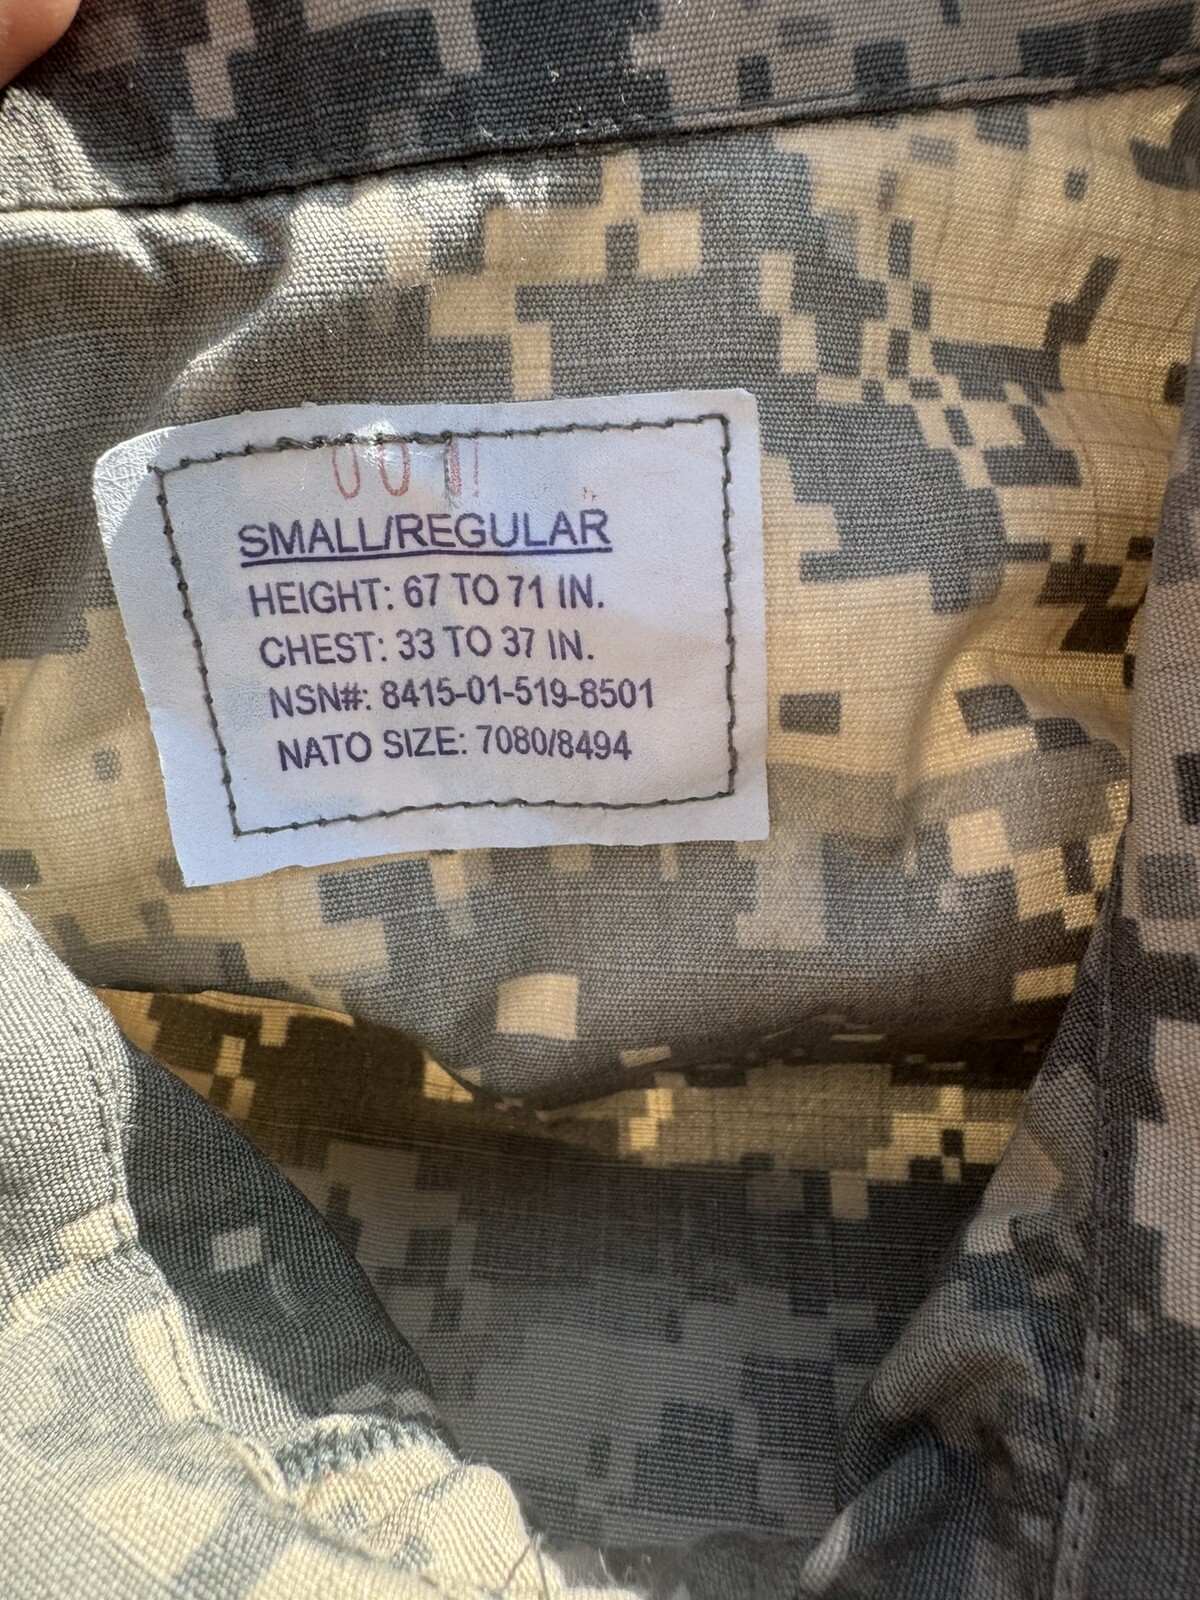 SMALL/REGULAR
HEIGHT: 67 TO 71 IN.
CHEST: 33 TO 37 IN.
NSN#: 8415-01-519-8501
NATO SIZE: 7080/8494